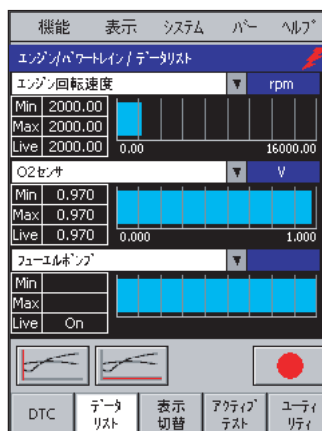 機能 表示 システム バー ヘルプ
エンジン/パワートレイン / データリスト
エンジン回転速度 ▼ rpm
Min 2000.00
Max 2000.00
Live 2000.00 0.00 16000.00
O2センサ ▼ V
Min 0.970
Max 0.970
Live 0.970 0.000 1.000
フューエルポンプ ▼
Min
Max
Live On
DTC データリスト 表示切替 アクティブテスト ユーティリティ